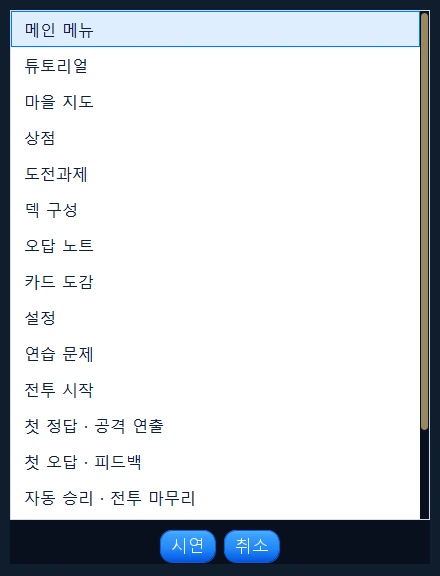 메인 메뉴
튜토리얼
마을 지도
상점
도전과제
덱 구성
오답 노트
카드 도감
설정
연습 문제
전투 시작
첫 정답 · 공격 연출
첫 오답 · 피드백
자동 승리 · 전투 마무리
시연 취소